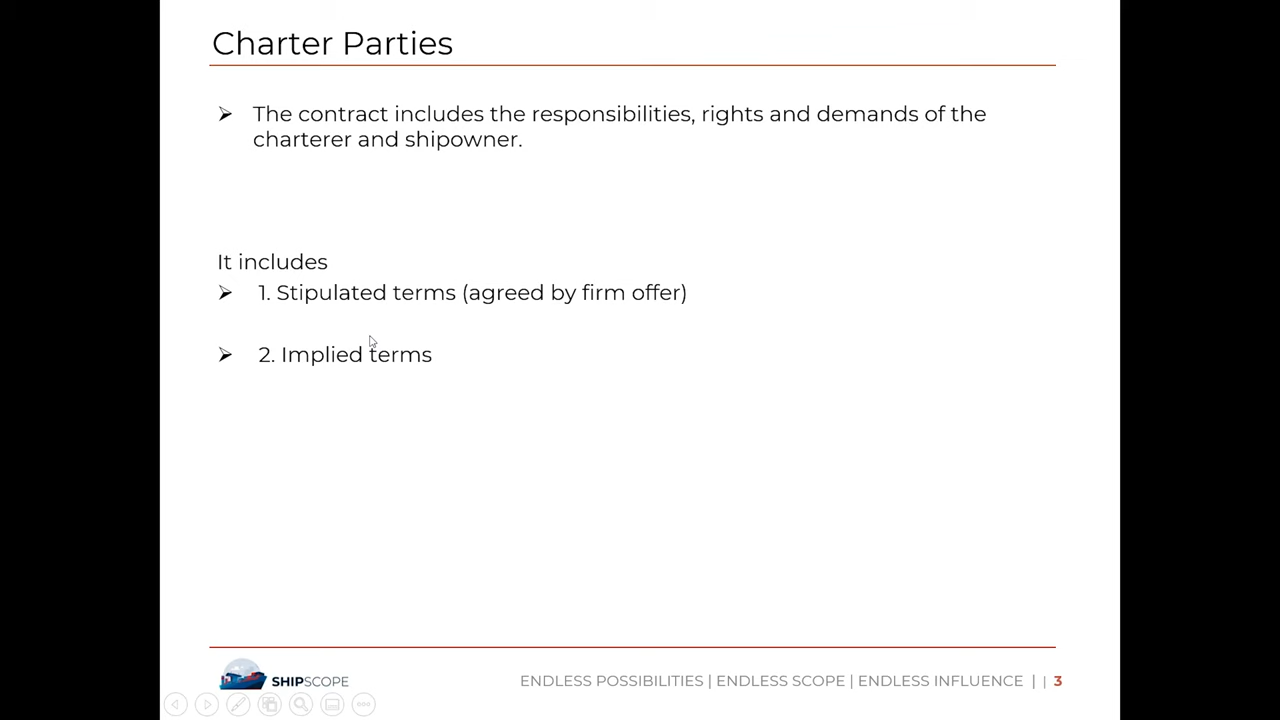 Charter Parties
➢ The contract includes the responsibilities, rights and demands of the
charterer and shipowner.
It includes
➢ 1. Stipulated terms (agreed by firm offer)
➢ 2. Implied terms
SHIPSCOPE
ENDLESS POSSIBILITIES | ENDLESS SCOPE | ENDLESS INFLUENCE | | 3